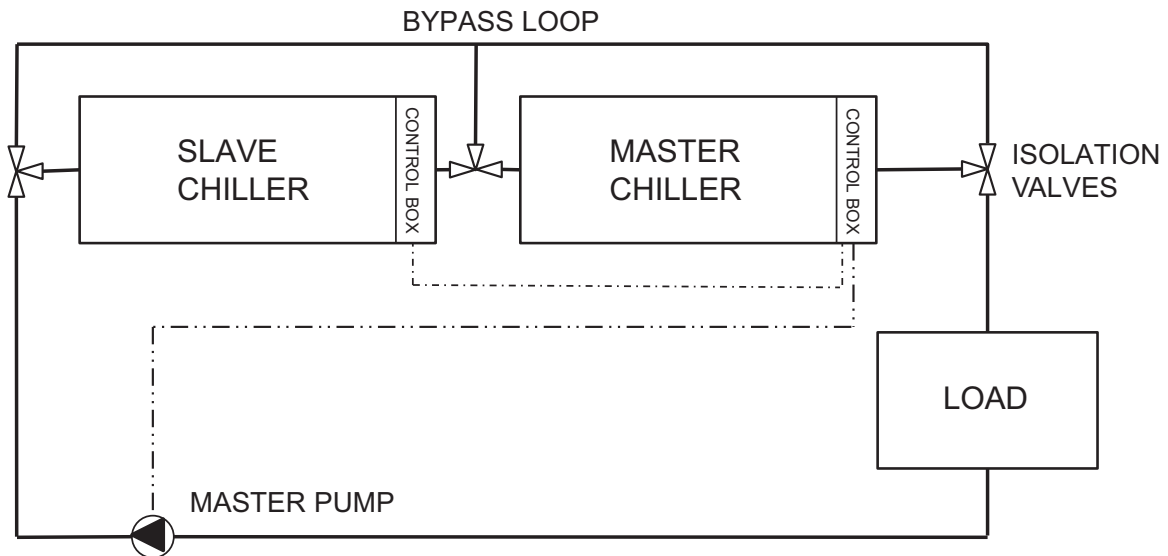 BYPASS LOOP
SLAVE
CHILLER
CONTROL BOX
MASTER
CHILLER
CONTROL BOX
ISOLATION
VALVES
LOAD
MASTER PUMP